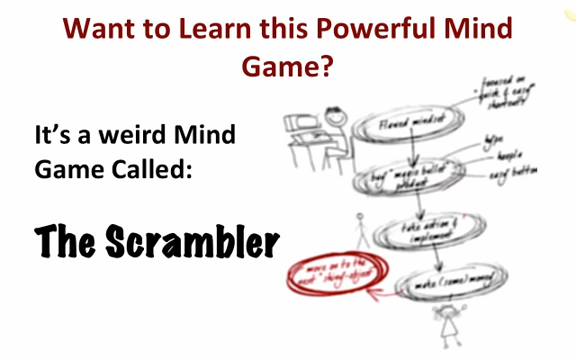 Want to Learn this Powerful Mind
Game?
It's a weird Mind
Game Called:
The Scrambler
focused on
quick & easy
shortcuts
Flawed mindset
hype
people
easy button
buy "magic bullet"
product
take action &
implement
make (some) money
move on to the
next "shiny-object"